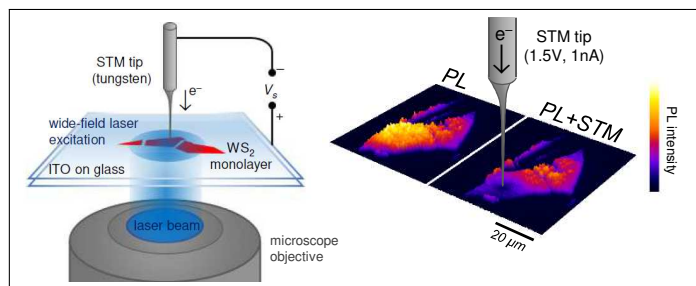 STM tip
(tungsten)
e⁻
−
Vₛ
+
wide-field laser
excitation
WS₂
monolayer
ITO on glass
laser beam
microscope
objective
e⁻
STM tip
(1.5V, 1nA)
PL
PL+STM
PL intensity
20 µm